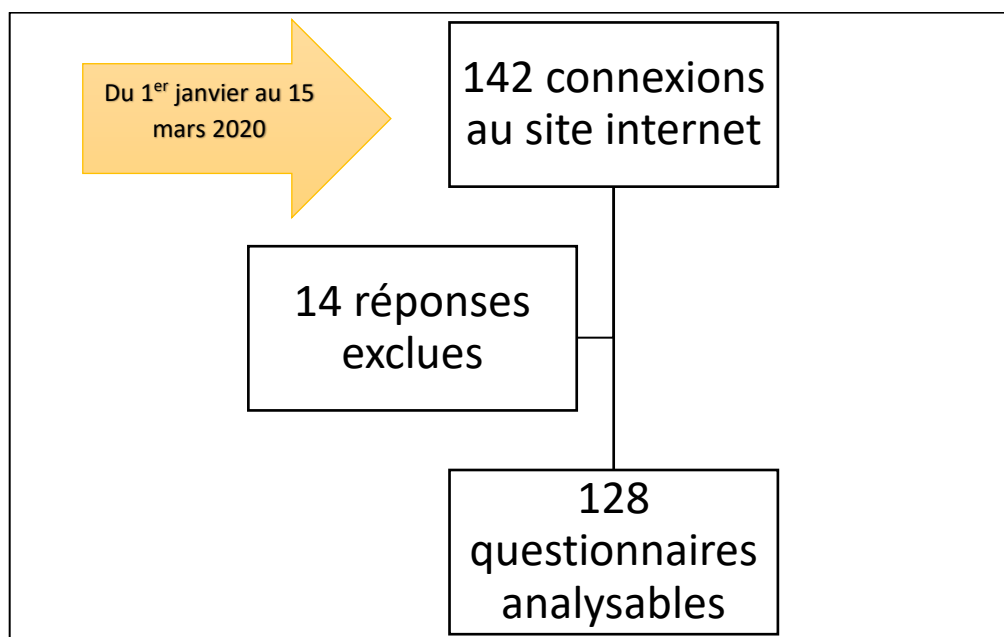 Du 1er janvier au 15
mars 2020
142 connexions
au site internet
14 réponses
exclues
128
questionnaires
analysables